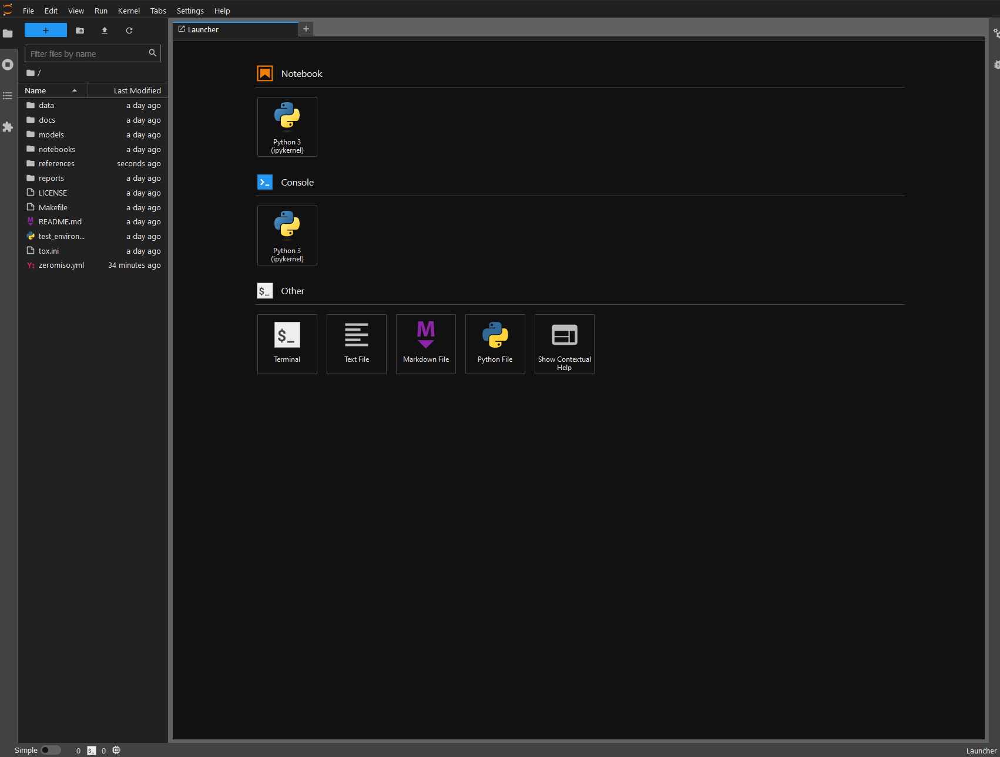 File Edit View Run Kernel Tabs Settings Help
+
Launcher
+
Filter files by name
/
Name Last Modified
data a day ago
docs a day ago
models a day ago
notebooks a day ago
references seconds ago
reports a day ago
LICENSE a day ago
Makefile a day ago
README.md a day ago
test_environ... a day ago
tox.ini a day ago
Y: zeromiso.yml 34 minutes ago
Notebook
Python 3
(ipykernel)
Console
Python 3
(ipykernel)
$_ Other
$_
Terminal
Text File
M
Markdown File
Python File
Show Contextual
Help
Simple 0 $_ 0
Launcher